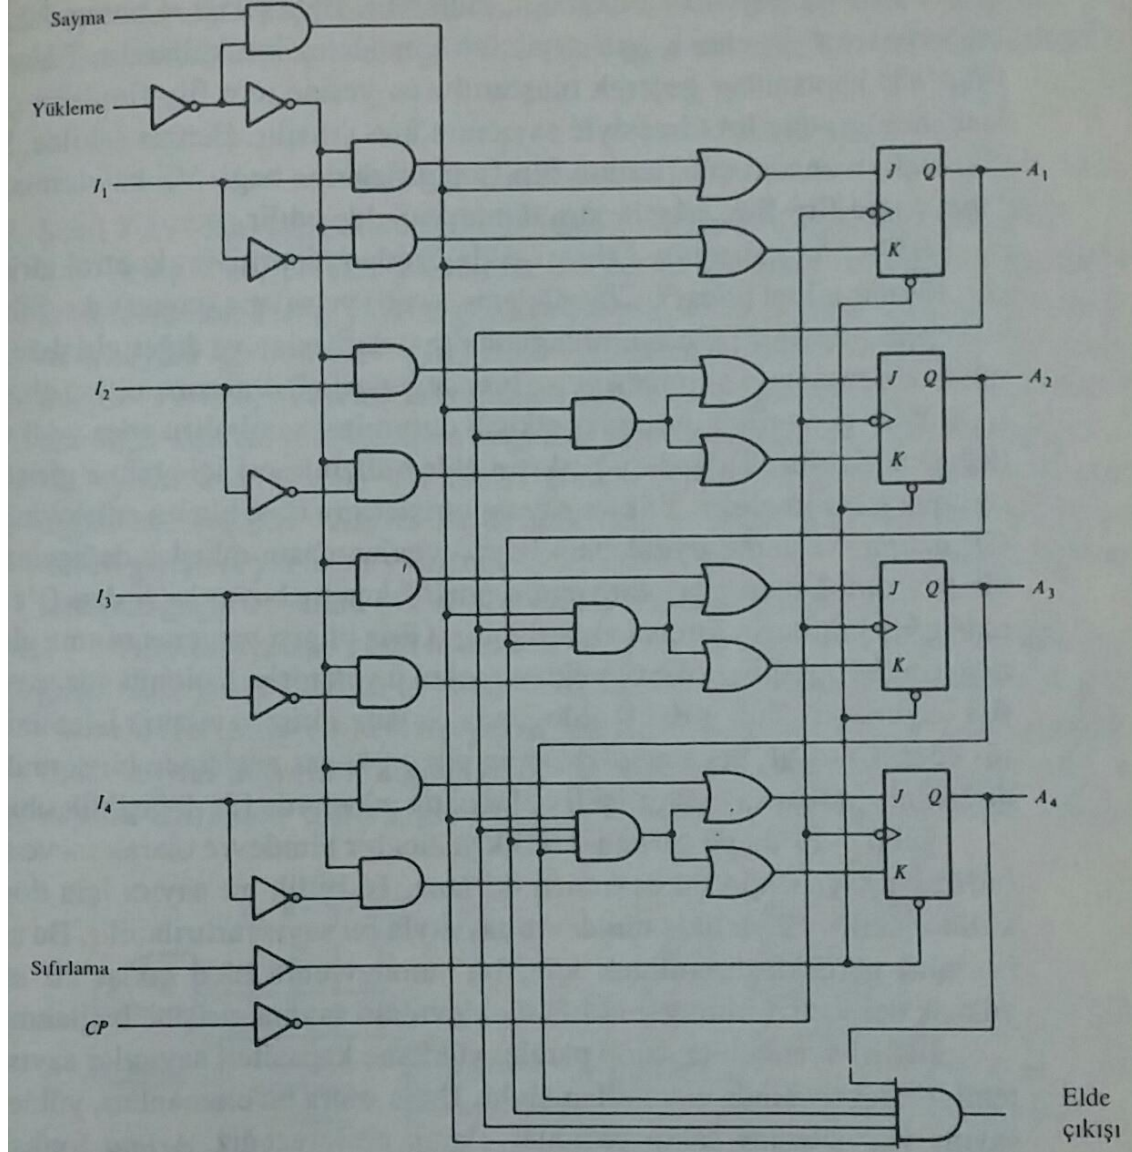 Sayma
Yükleme
I₁
J Q A₁
K
I₂
J Q A₂
K
I₃
J Q A₃
K
I₄
J Q A₄
K
Sıfırlama
CP
Elde
çıkışı